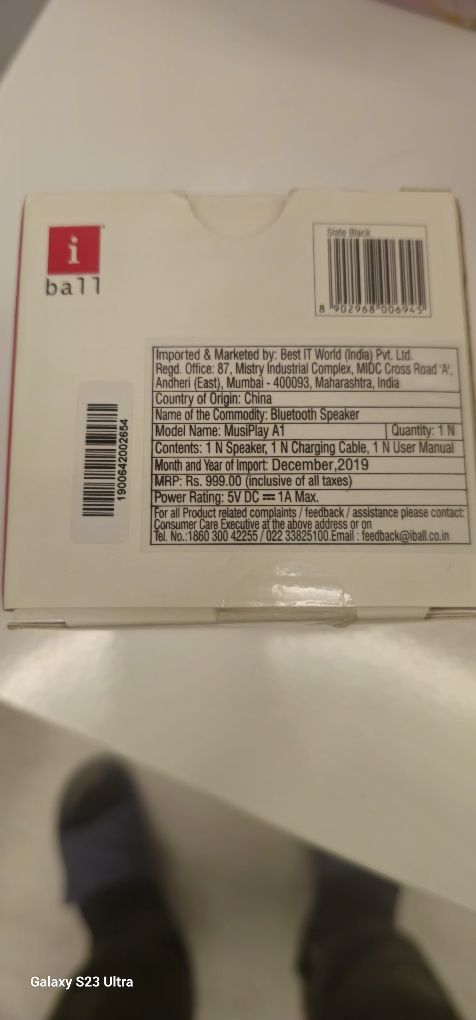 Slate Black
i
ball
8 902968 006945
Imported & Marketed by: Best IT World (India) Pvt. Ltd.
Regd. Office: 87, Mistry Industrial Complex, MIDC Cross Road 'A',
Andheri (East), Mumbai - 400093, Maharashtra, India
Country of Origin: China
Name of the Commodity: Bluetooth Speaker
Model Name: MusiPlay A1 Quantity: 1 N
Contents: 1 N Speaker, 1 N Charging Cable, 1 N User Manual
Month and Year of Import: December,2019
MRP: Rs. 999.00 (inclusive of all taxes)
Power Rating: 5V DC ⎓ 1A Max.
For all Product related complaints / feedback / assistance please contact:
Consumer Care Executive at the above address or on
Tel. No.:1860 300 42255 / 022 33825100.Email : feedback@iball.co.in
19006420002654
Galaxy S23 Ultra